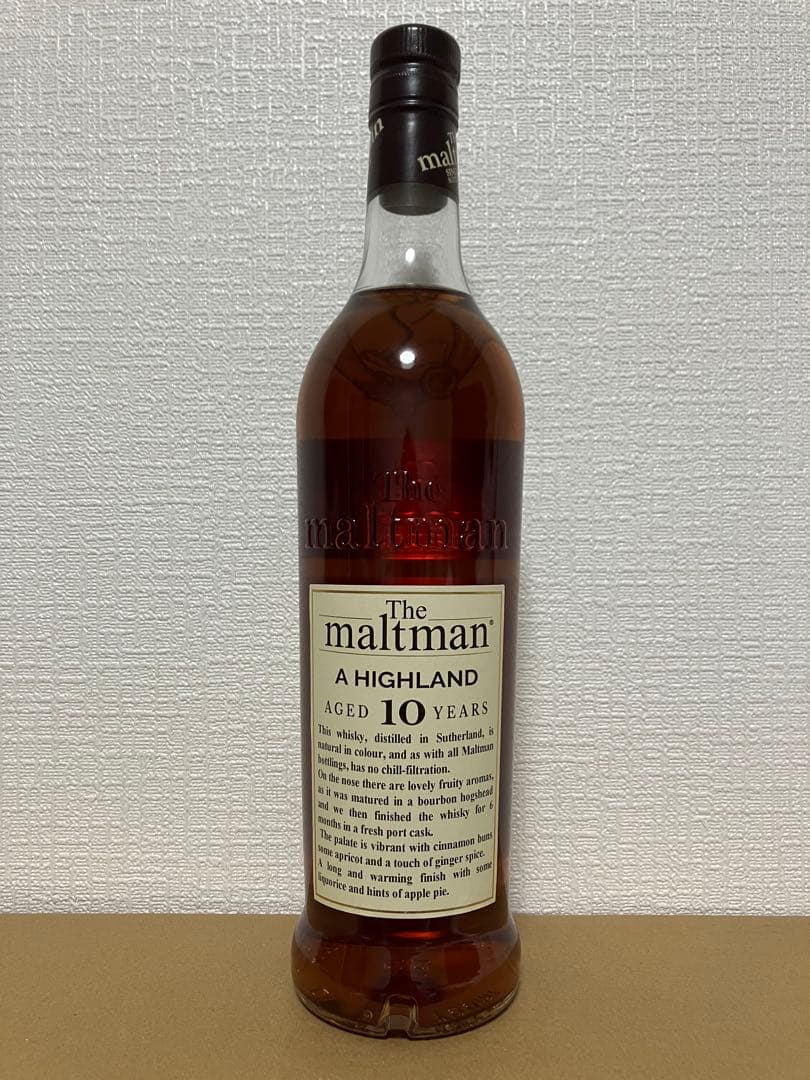 The
maltman
The
maltman®
A HIGHLAND
AGED 10 YEARS
This whisky, distilled in Sutherland, is
natural in colour, and as with all Maltman
bottlings, has no chill-filtration.
On the nose there are lovely fruity aromas,
as it was matured in a bourbon hogshead
and we then finished the whisky for 6
months in a fresh port cask.
The palate is vibrant with cinnamon buns
some apricot and a touch of ginger spice.
A long and warming finish with some
liquorice and hints of apple pie.